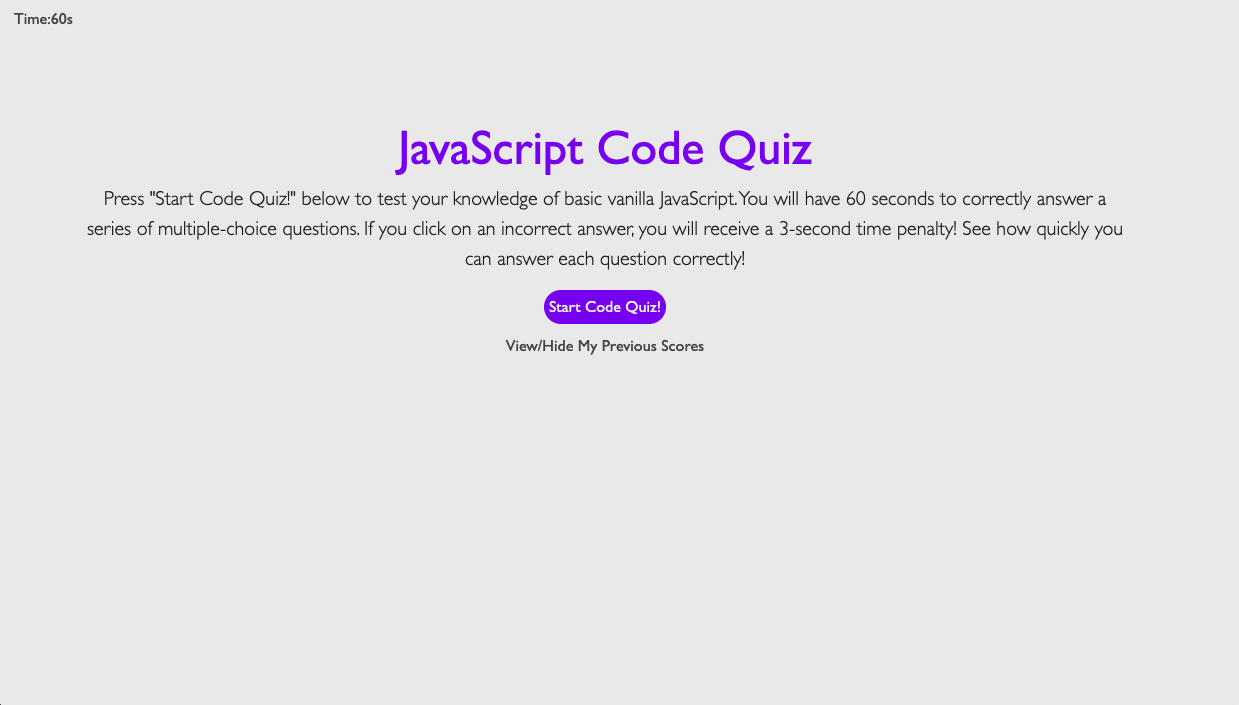 Time:60s
JavaScript Code Quiz
Press "Start Code Quiz!" below to test your knowledge of basic vanilla JavaScript. You will have 60 seconds to correctly answer a
series of multiple-choice questions. If you click on an incorrect answer, you will receive a 3-second time penalty! See how quickly you
can answer each question correctly!
Start Code Quiz!
View/Hide My Previous Scores